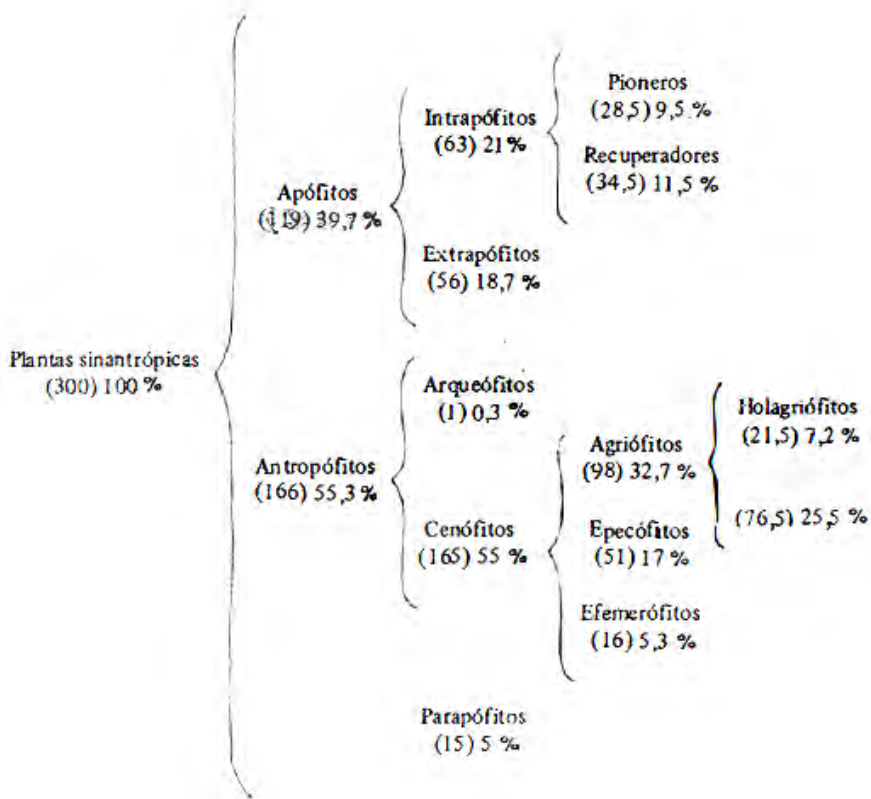 Plantas sinantrópicas
(300) 100 %
Apófitos
(119) 39,7 %
Intrapófitos
(63) 21 %
Pioneros
(28,5) 9,5 %
Recuperadores
(34,5) 11,5 %
Extrapófitos
(56) 18,7 %
Antropófitos
(166) 55,3 %
Arqueófitos
(1) 0,3 %
Cenófitos
(165) 55 %
Agriófitos
(98) 32,7 %
Holagriófitos
(21,5) 7,2 %
(76,5) 25,5 %
Epecófitos
(51) 17 %
Efemerófitos
(16) 5,3 %
Parapófitos
(15) 5 %